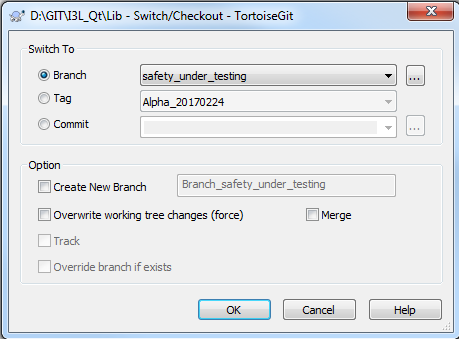 D:\GIT\I3L_Qt\Lib - Switch/Checkout - TortoiseGit
Switch To
Branch safety_under_testing ...
Tag Alpha_20170224
Commit ...
Option
Create New Branch Branch_safety_under_testing
Overwrite working tree changes (force) Merge
Track
Override branch if exists
OK Cancel Help